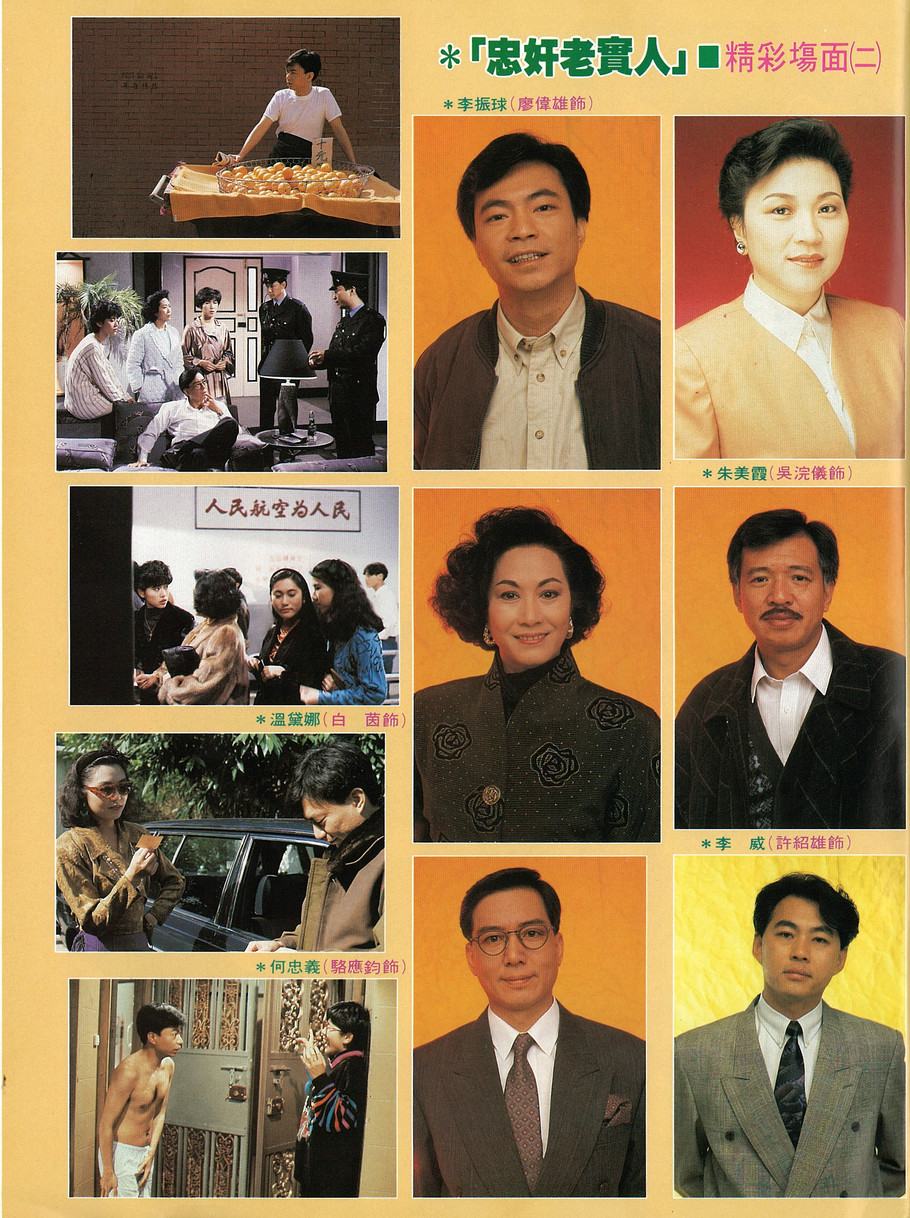 ＊「忠奸老實人」■精彩場面㈡
＊李振球（廖偉雄飾）
＊朱美霞（吳浣儀飾）
人民航空为人民
＊溫黛娜（白　茵飾）
＊李　威（許紹雄飾）
＊何忠義（駱應鈞飾）